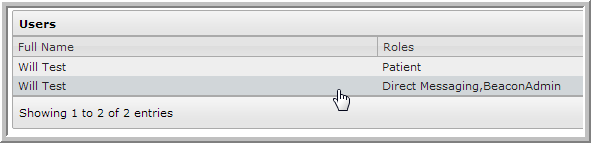 Users
Full Name Roles
Will Test Patient
Will Test Direct Messaging,BeaconAdmin
Showing 1 to 2 of 2 entries